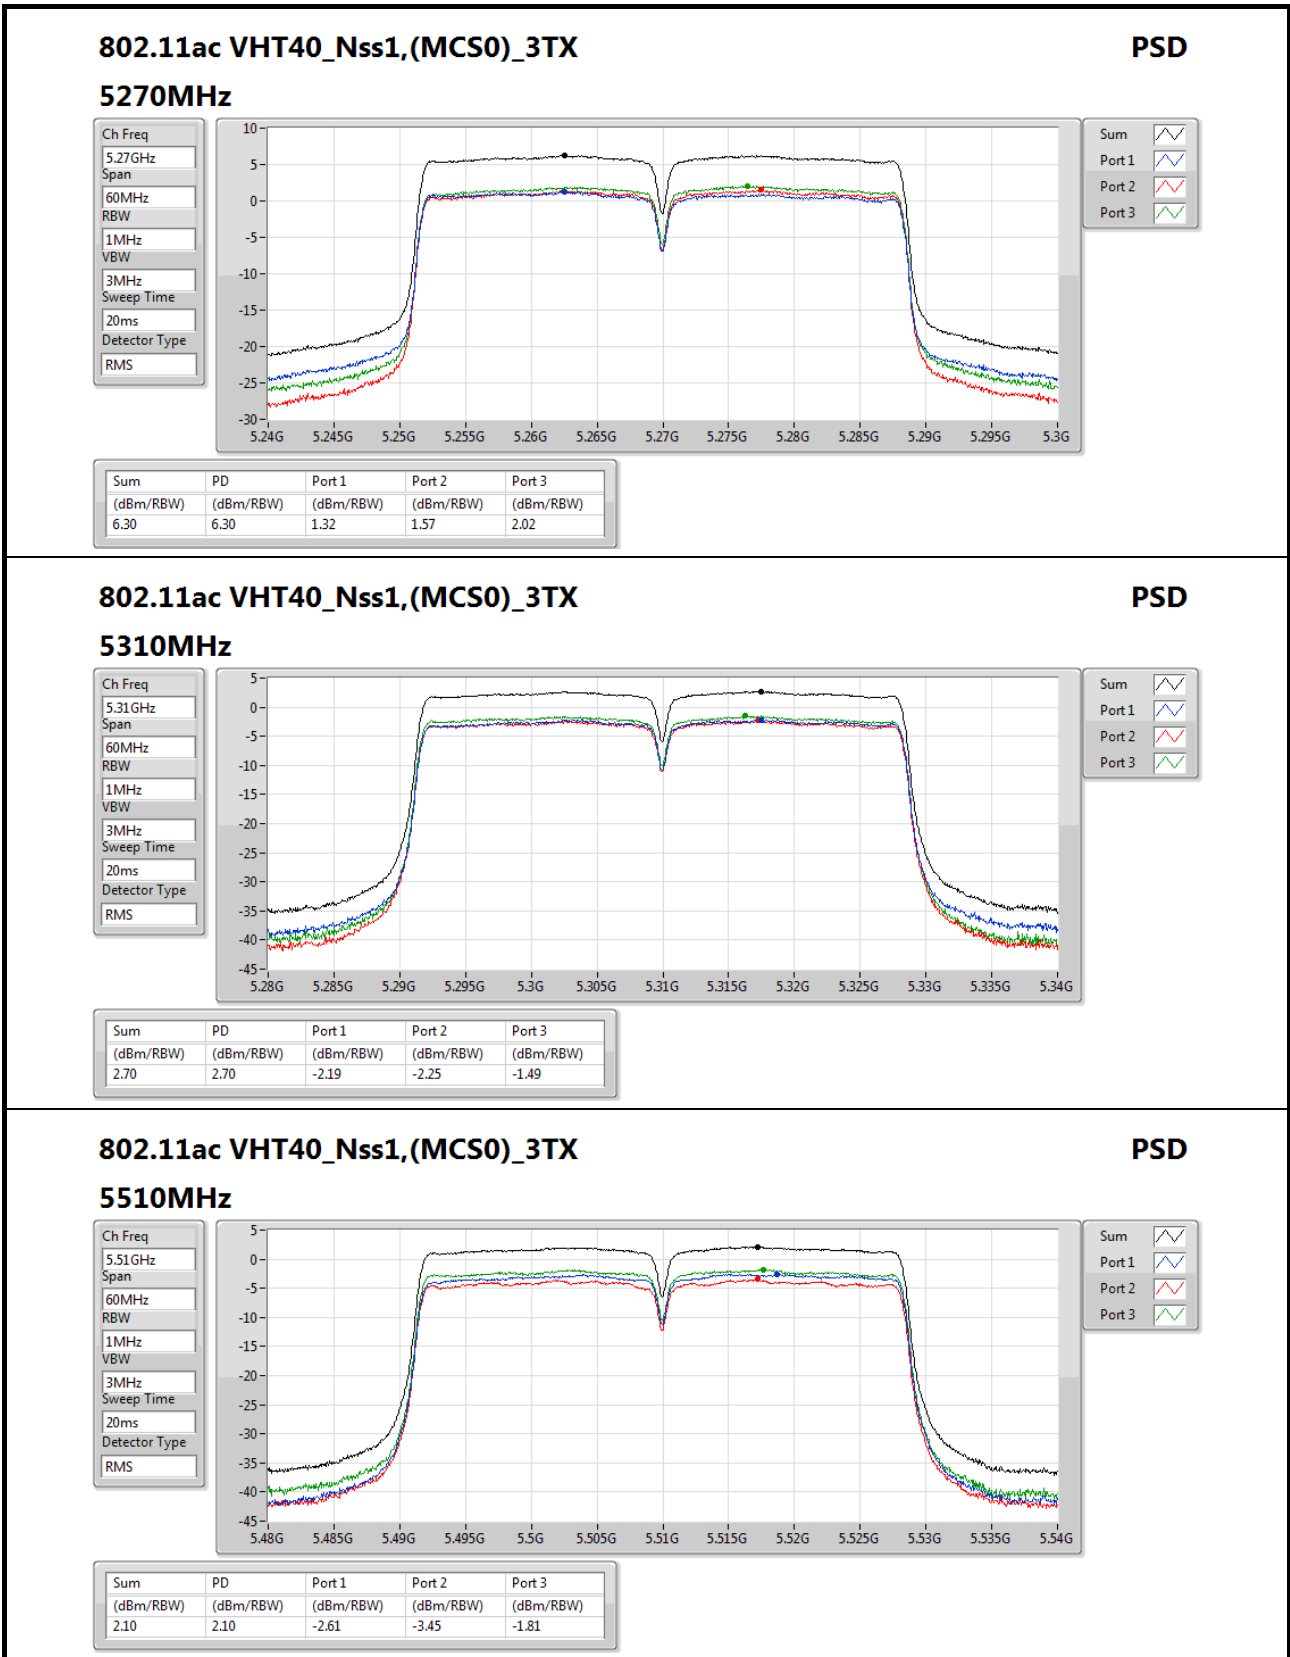 802.11ac VHT40_Nss1,(MCS0)_3TX PSD
5270MHz
Ch Freq
5.27GHz
Span
60MHz
RBW
1MHz
VBW
3MHz
Sweep Time
20ms
Detector Type
RMS
10
5
0
-5
-10
-15
-20
-25
-30
5.24G 5.245G 5.25G 5.255G 5.26G 5.265G 5.27G 5.275G 5.28G 5.285G 5.29G 5.295G 5.3G
Sum
Port 1
Port 2
Port 3
Sum PD Port 1 Port 2 Port 3
(dBm/RBW) (dBm/RBW) (dBm/RBW) (dBm/RBW) (dBm/RBW)
6.30 6.30 1.32 1.57 2.02
802.11ac VHT40_Nss1,(MCS0)_3TX PSD
5310MHz
Ch Freq
5.31GHz
Span
60MHz
RBW
1MHz
VBW
3MHz
Sweep Time
20ms
Detector Type
RMS
5
0
-5
-10
-15
-20
-25
-30
-35
-40
-45
5.28G 5.285G 5.29G 5.295G 5.3G 5.305G 5.31G 5.315G 5.32G 5.325G 5.33G 5.335G 5.34G
Sum
Port 1
Port 2
Port 3
Sum PD Port 1 Port 2 Port 3
(dBm/RBW) (dBm/RBW) (dBm/RBW) (dBm/RBW) (dBm/RBW)
2.70 2.70 -2.19 -2.25 -1.49
802.11ac VHT40_Nss1,(MCS0)_3TX PSD
5510MHz
Ch Freq
5.51GHz
Span
60MHz
RBW
1MHz
VBW
3MHz
Sweep Time
20ms
Detector Type
RMS
5
0
-5
-10
-15
-20
-25
-30
-35
-40
-45
5.48G 5.485G 5.49G 5.495G 5.5G 5.505G 5.51G 5.515G 5.52G 5.525G 5.53G 5.535G 5.54G
Sum
Port 1
Port 2
Port 3
Sum PD Port 1 Port 2 Port 3
(dBm/RBW) (dBm/RBW) (dBm/RBW) (dBm/RBW) (dBm/RBW)
2.10 2.10 -2.61 -3.45 -1.81